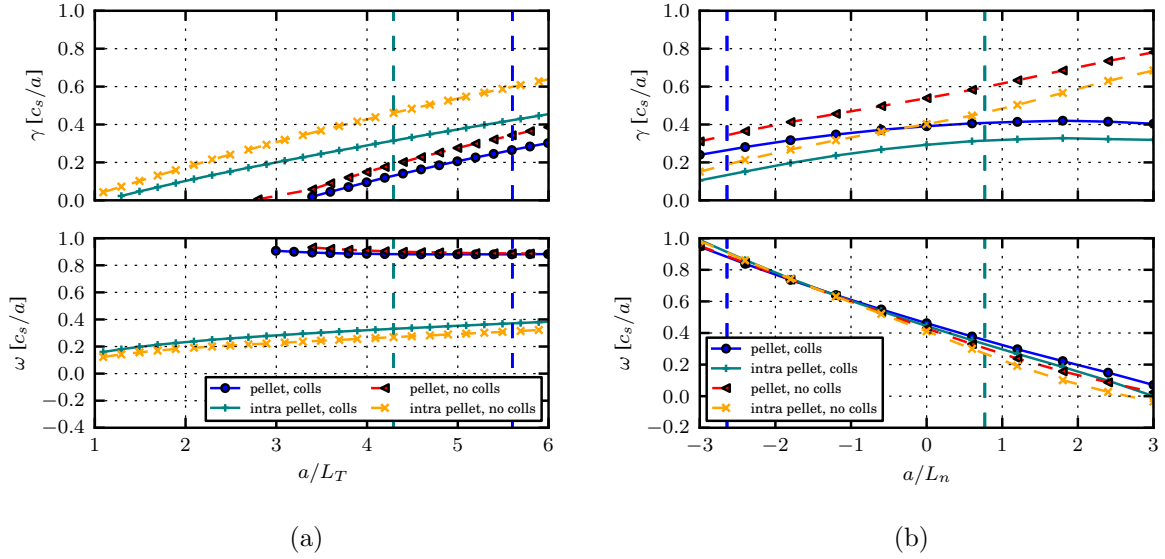 γ [c_s/a]
1.0
0.8
0.6
0.4
0.2
0.0
ω [c_s/a]
1.0
0.8
0.6
0.4
0.2
0.0
−0.2
−0.4
pellet, colls
intra pellet, colls
pellet, no colls
intra pellet, no colls
1 2 3 4 5 6
a/L_T
(a)
γ [c_s/a]
1.0
0.8
0.6
0.4
0.2
0.0
ω [c_s/a]
1.0
0.8
0.6
0.4
0.2
0.0
−0.2
pellet, colls
intra pellet, colls
pellet, no colls
intra pellet, no colls
−3 −2 −1 0 1 2 3
a/L_n
(b)